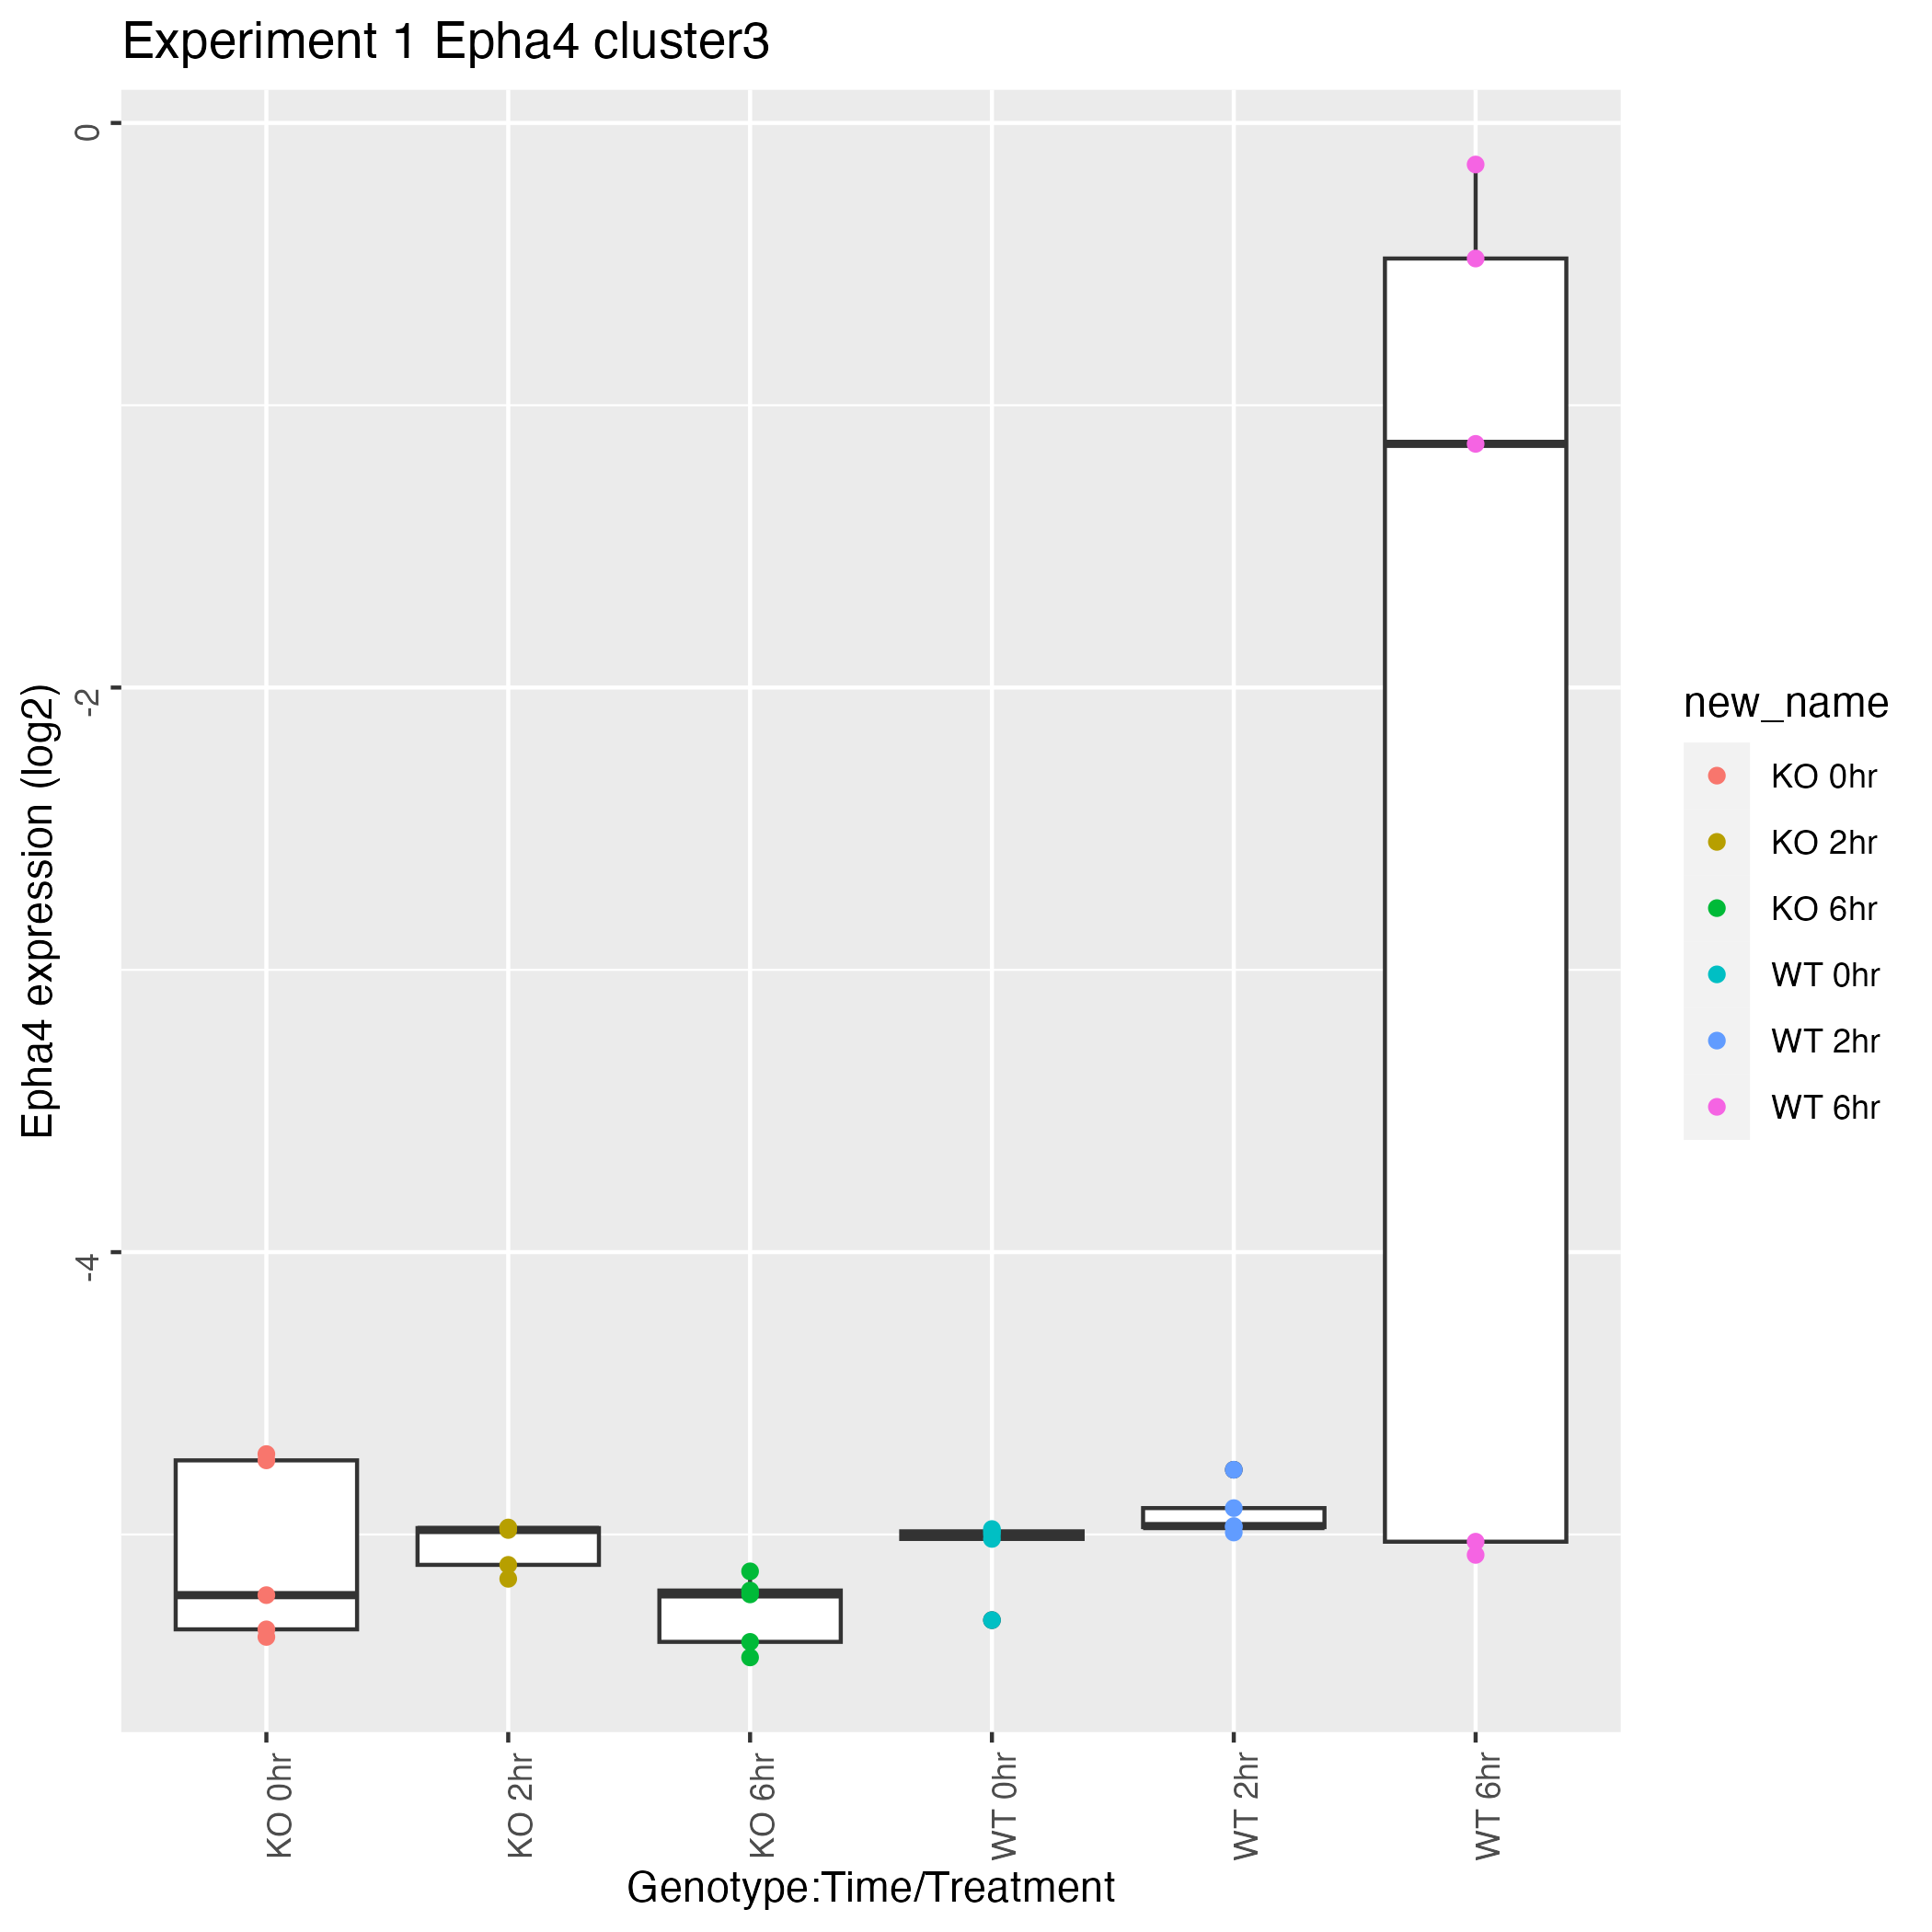 Experiment 1 Epha4 cluster3
0
-2
-4
Epha4 expression (log2)
KO 0hr
KO 2hr
KO 6hr
WT 0hr
WT 2hr
WT 6hr
Genotype:Time/Treatment
new_name
KO 0hr
KO 2hr
KO 6hr
WT 0hr
WT 2hr
WT 6hr